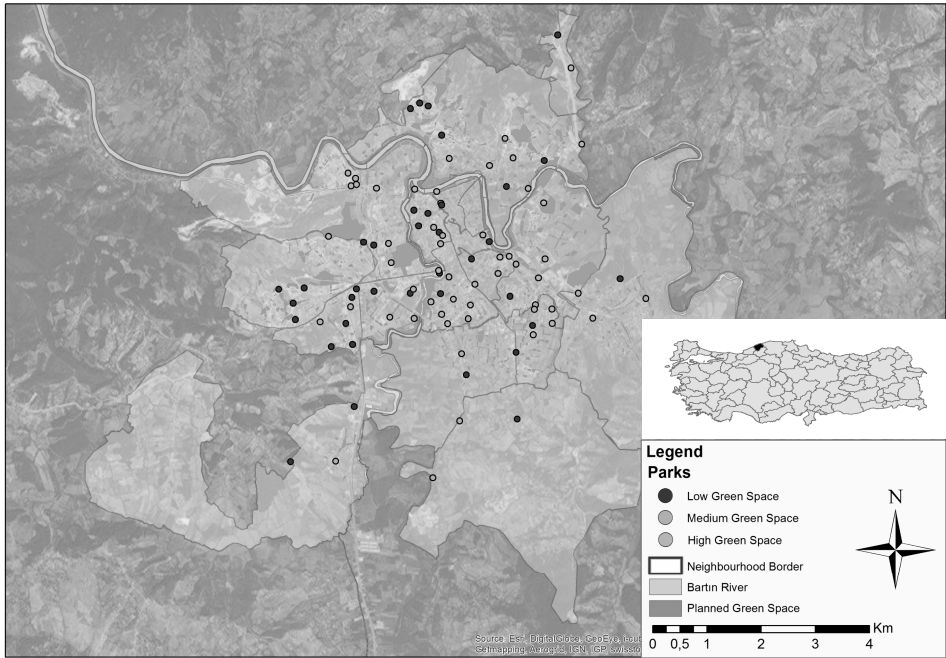 Legend
Parks
Low Green Space
Medium Green Space
High Green Space
Neighbourhood Border
Bartın River
Planned Green Space
N
Km
0 0,5 1 2 3 4
Source: Esri, DigitalGlobe, GeoEye, i-cub
Getmapping, Aerogrid, IGN, IGP, swissto